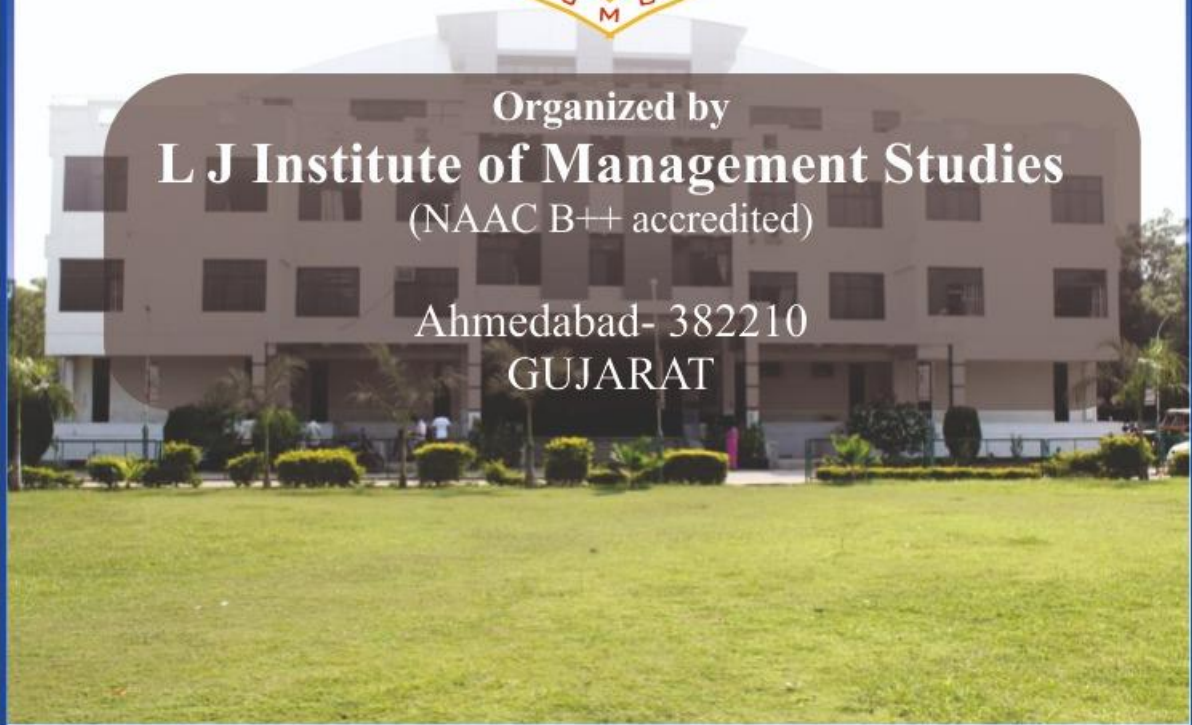 Organized by
L J Institute of Management Studies
(NAAC B++ accredited)
Ahmedabad- 382210
GUJARAT